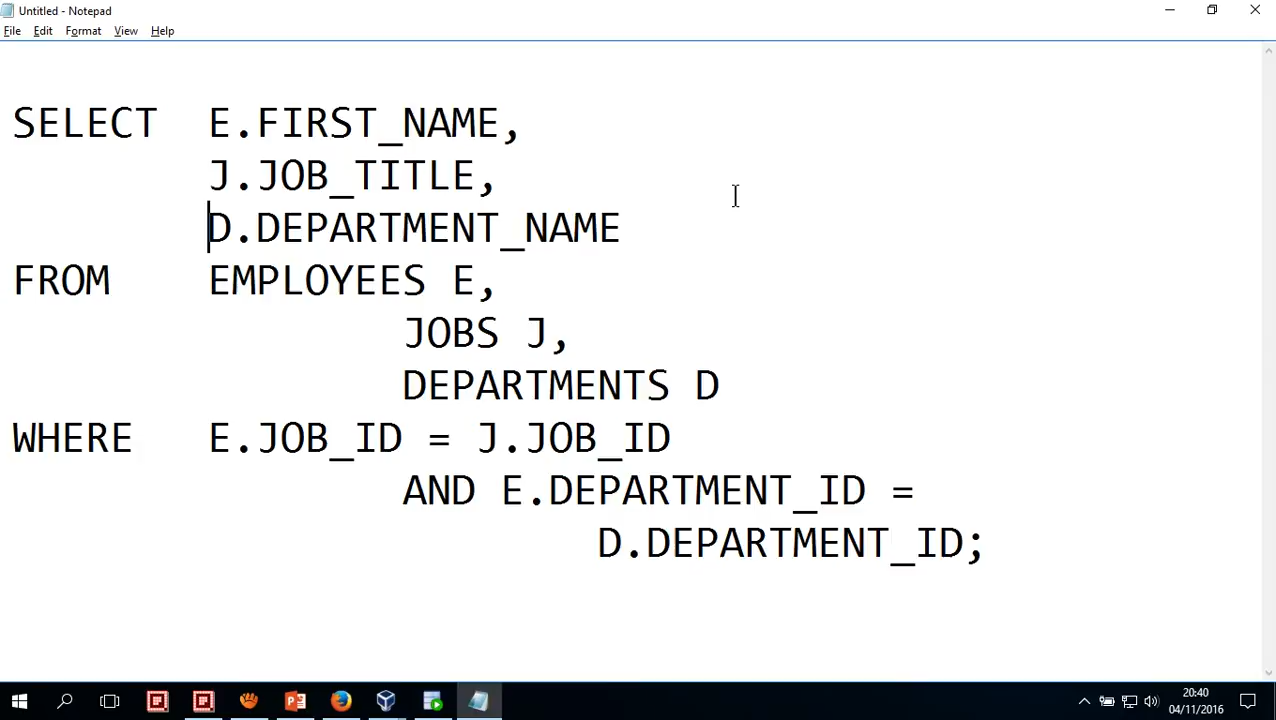 Untitled - Notepad
File Edit Format View Help
SELECT E.FIRST_NAME,
J.JOB_TITLE,
D.DEPARTMENT_NAME
FROM EMPLOYEES E,
JOBS J,
DEPARTMENTS D
WHERE E.JOB_ID = J.JOB_ID
AND E.DEPARTMENT_ID =
D.DEPARTMENT_ID;
20:40
04/11/2016